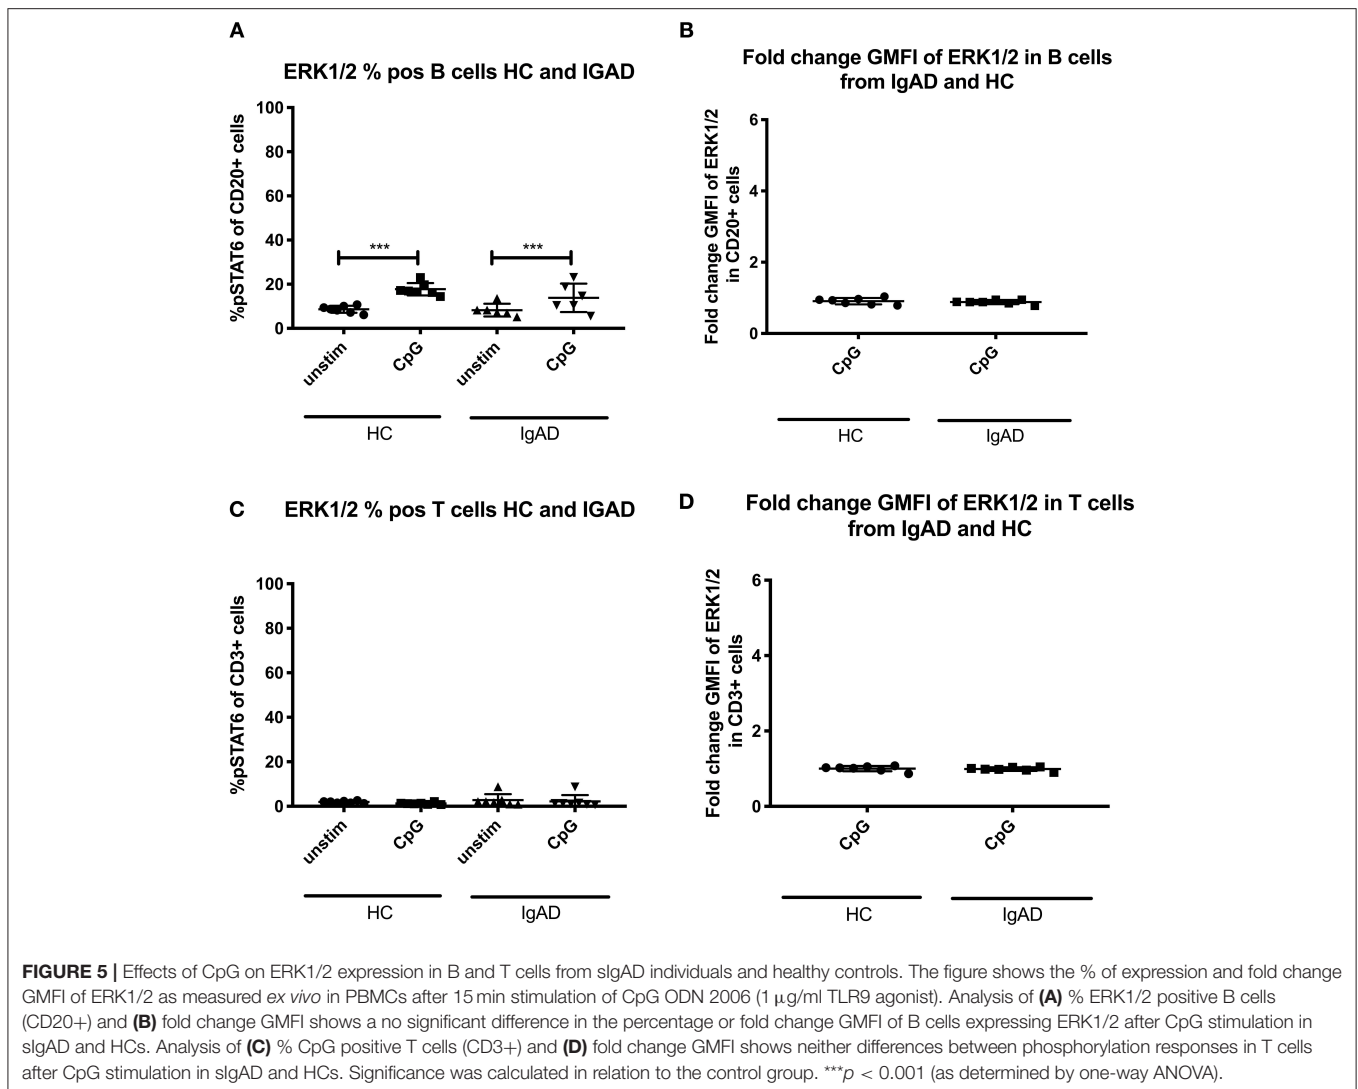 A
ERK1/2 % pos B cells HC and IGAD
%pSTAT6 of CD20+ cells
100
80
60
40
20
0
***
***
unstim
CpG
unstim
CpG
HC
IgAD
B
Fold change GMFI of ERK1/2 in B cells
from IgAD and HC
Fold change GMFI of ERK1/2
in CD20+ cells
6
4
2
0
CpG
CpG
HC
IgAD
C
ERK1/2 % pos T cells HC and IGAD
%pSTAT6 of CD3+ cells
100
80
60
40
20
0
unstim
CpG
unstim
CpG
HC
IgAD
D
Fold change GMFI of ERK1/2 in T cells
from IgAD and HC
Fold change GMFI of ERK1/2
in CD3+ cells
6
4
2
0
CpG
CpG
HC
IgAD
FIGURE 5 | Effects of CpG on ERK1/2 expression in B and T cells from sIgAD individuals and healthy controls. The figure shows the % of expression and fold change
GMFI of ERK1/2 as measured ex vivo in PBMCs after 15 min stimulation of CpG ODN 2006 (1 µg/ml TLR9 agonist). Analysis of (A) % ERK1/2 positive B cells
(CD20+) and (B) fold change GMFI shows a no significant difference in the percentage or fold change GMFI of B cells expressing ERK1/2 after CpG stimulation in
sIgAD and HCs. Analysis of (C) % CpG positive T cells (CD3+) and (D) fold change GMFI shows neither differences between phosphorylation responses in T cells
after CpG stimulation in sIgAD and HCs. Significance was calculated in relation to the control group. ***p < 0.001 (as determined by one-way ANOVA).